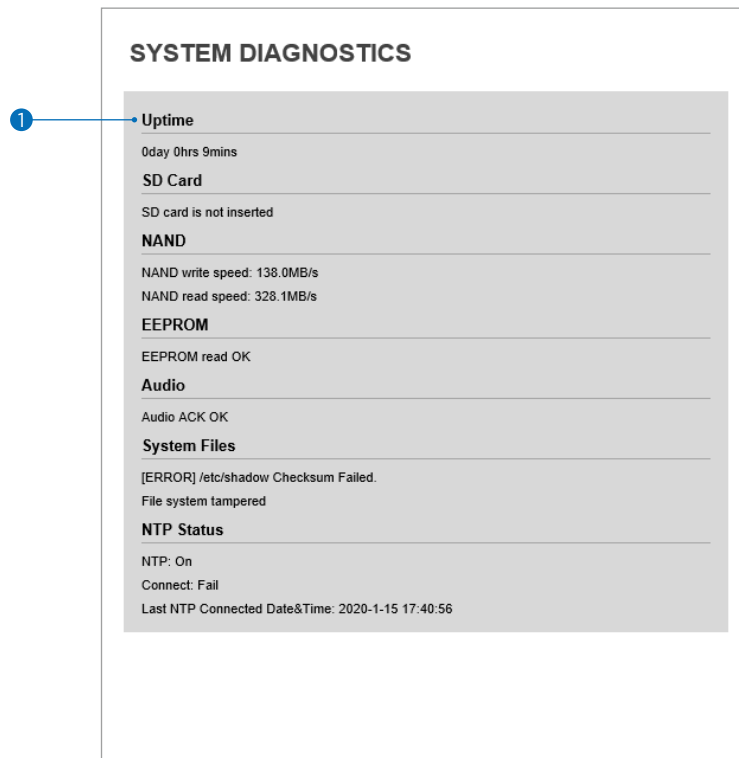 SYSTEM DIAGNOSTICS
1
Uptime
0day 0hrs 9mins
SD Card
SD card is not inserted
NAND
NAND write speed: 138.0MB/s
NAND read speed: 328.1MB/s
EEPROM
EEPROM read OK
Audio
Audio ACK OK
System Files
[ERROR] /etc/shadow Checksum Failed.
File system tampered
NTP Status
NTP: On
Connect: Fail
Last NTP Connected Date&Time: 2020-1-15 17:40:56